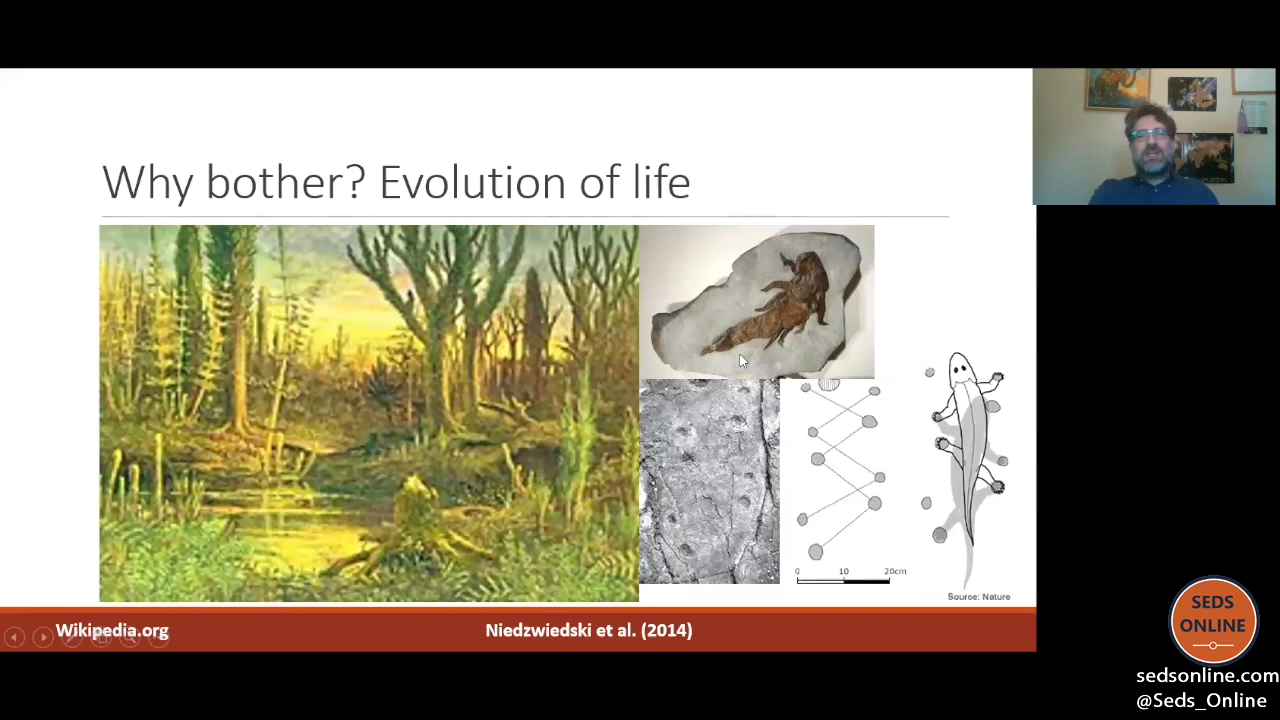 Why bother? Evolution of life
0 10 20cm
Source: Nature
Wikipedia.org
Niedzwiedski et al. (2014)
SEDS
ONLINE
sedsonline.com
@Seds_Online